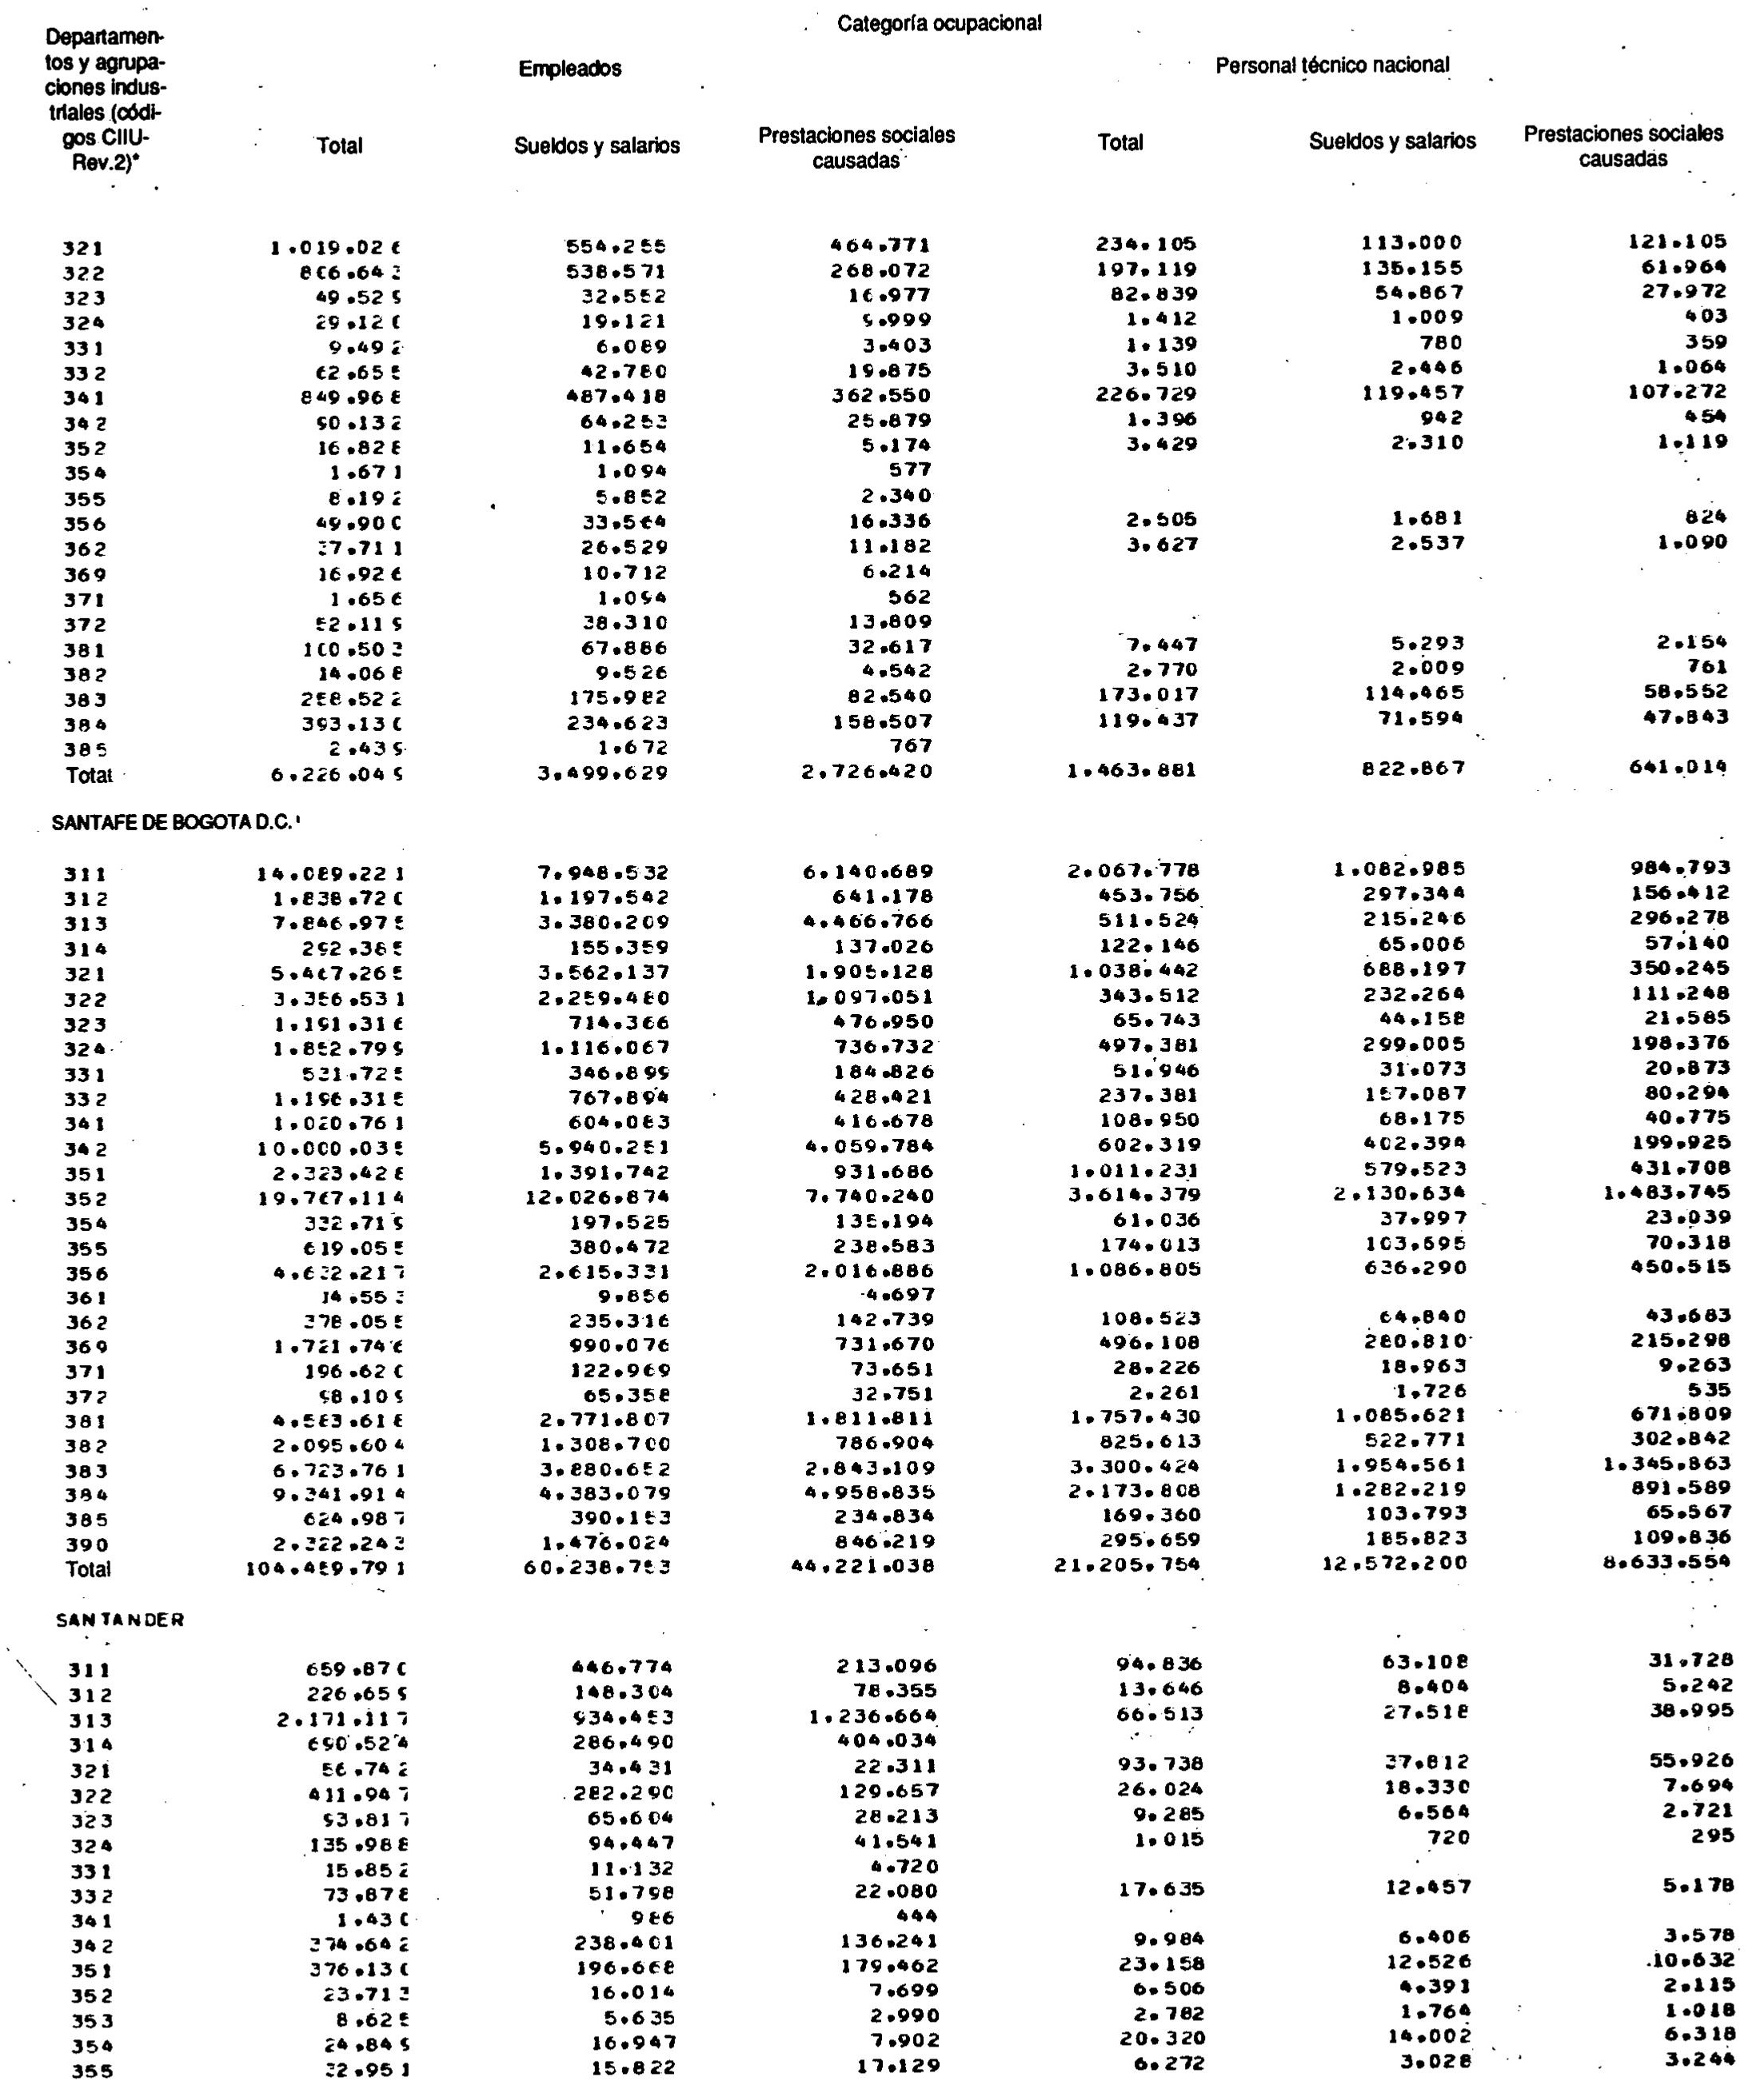 Categoría ocupacional
Departamen-
tos y agrupa-
ciones indus-
triales (códi-
gos CIIU-
Rev.2)*
Empleados Personal técnico nacional
Total Sueldos y salarios Prestaciones sociales causadas Total Sueldos y salarios Prestaciones sociales causadas
321 1.019.026 554.255 464.771 234.105 113.000 121.105
322 806.643 538.571 268.072 197.119 135.155 61.964
323 49.529 32.552 16.977 82.839 54.867 27.972
324 29.120 19.121 9.999 1.412 1.009 403
331 9.492 6.089 3.403 1.139 780 359
332 62.655 42.780 19.875 3.510 2.446 1.064
341 849.968 487.418 362.550 226.729 119.457 107.272
342 90.132 64.253 25.879 1.396 942 454
352 16.828 11.654 5.174 3.429 2.310 1.119
354 1.671 1.094 577
355 8.192 5.852 2.340
356 49.900 33.564 16.336 2.505 1.681 824
362 37.711 26.529 11.182 3.627 2.537 1.090
369 16.926 10.712 6.214
371 1.656 1.094 562
372 52.119 38.310 13.809
381 100.503 67.886 32.617 7.447 5.293 2.154
382 14.068 9.526 4.542 2.770 2.009 761
383 258.522 175.982 82.540 173.017 114.465 58.552
384 393.130 234.623 158.507 119.437 71.594 47.843
385 2.439 1.672 767
Total 6.226.049 3.499.629 2.726.420 1.463.881 822.867 641.014
SANTAFE DE BOGOTA D.C.
311 14.089.221 7.948.532 6.140.689 2.067.778 1.082.985 984.793
312 1.838.720 1.197.542 641.178 453.756 297.344 156.412
313 7.846.975 3.380.209 4.466.766 511.524 215.246 296.278
314 292.385 155.359 137.026 122.146 65.006 57.140
321 5.467.265 3.562.137 1.905.128 1.038.442 688.197 350.245
322 3.356.531 2.259.480 1.097.051 343.512 232.264 111.248
323 1.191.316 714.366 476.950 65.743 44.158 21.585
324 1.852.799 1.116.067 736.732 497.381 299.005 198.376
331 531.725 346.899 184.826 51.946 31.073 20.873
332 1.196.315 767.894 428.421 237.381 157.087 80.294
341 1.020.761 604.083 416.678 108.950 68.175 40.775
342 10.000.035 5.940.251 4.059.784 602.319 402.394 199.925
351 2.323.428 1.391.742 931.686 1.011.231 579.523 431.708
352 19.767.114 12.026.874 7.740.240 3.614.379 2.130.634 1.483.745
354 332.719 197.525 135.194 61.036 37.997 23.039
355 619.055 380.472 238.583 174.013 103.695 70.318
356 4.632.217 2.615.331 2.016.886 1.086.805 636.290 450.515
361 14.553 9.856 4.697
362 378.055 235.316 142.739 108.523 64.840 43.683
369 1.721.746 990.076 731.670 496.108 280.810 215.298
371 196.620 122.969 73.651 28.226 18.963 9.263
372 98.109 65.358 32.751 2.261 1.726 535
381 4.583.618 2.771.807 1.811.811 1.757.430 1.085.621 671.809
382 2.095.604 1.308.700 786.904 825.613 522.771 302.842
383 6.723.761 3.880.652 2.843.109 3.300.424 1.954.561 1.345.863
384 9.341.914 4.383.079 4.958.835 2.173.808 1.282.219 891.589
385 624.987 390.153 234.834 169.360 103.793 65.567
390 2.322.243 1.476.024 846.219 295.659 185.823 109.836
Total 104.459.791 60.238.753 44.221.038 21.205.754 12.572.200 8.633.554
SANTANDER
311 659.870 446.774 213.096 94.836 63.108 31.728
312 226.659 148.304 78.355 13.646 8.404 5.242
313 2.171.117 934.453 1.236.664 66.513 27.518 38.995
314 690.524 286.490 404.034
321 56.742 34.431 22.311 93.738 37.812 55.926
322 411.947 282.290 129.657 26.024 18.330 7.694
323 93.817 65.604 28.213 9.285 6.564 2.721
324 135.988 94.447 41.541 1.015 720 295
331 15.852 11.132 4.720
332 73.878 51.798 22.080 17.635 12.457 5.178
341 1.430 986 444
342 374.642 238.401 136.241 9.984 6.406 3.578
351 376.130 196.668 179.462 23.158 12.526 10.632
352 23.713 16.014 7.699 6.506 4.391 2.115
353 8.625 5.635 2.990 2.782 1.764 1.018
354 24.849 16.947 7.902 20.320 14.002 6.318
355 32.951 15.822 17.129 6.272 3.028 3.244